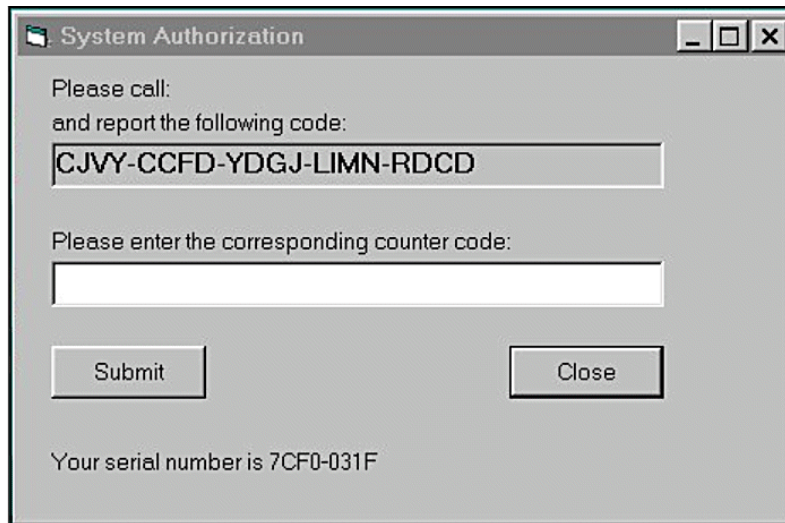 System Authorization
Please call:
and report the following code:
CJVY-CCFD-YDGJ-LIMN-RDCD
Please enter the corresponding counter code:
Submit Close
Your serial number is 7CF0-031F